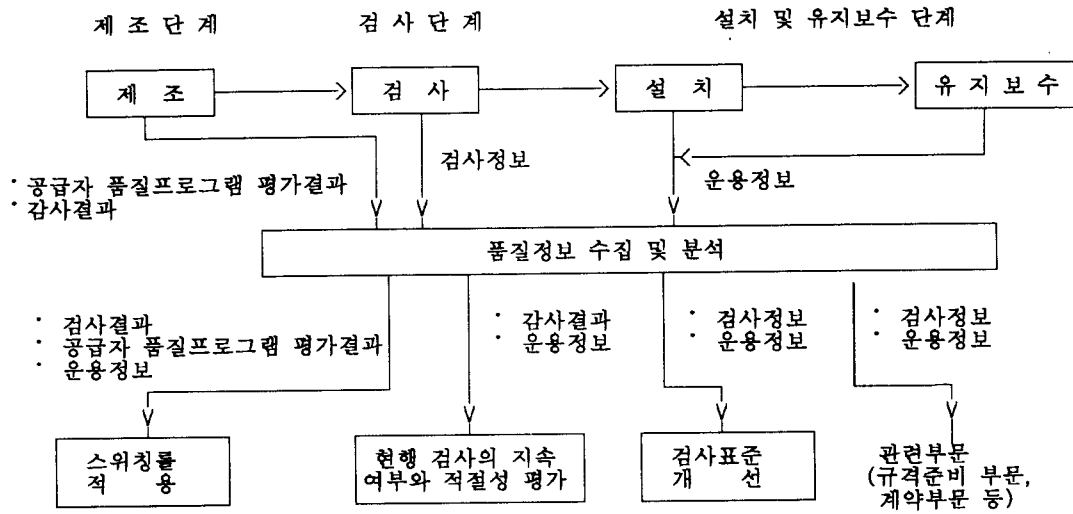 제조단계 검사단계 설치 및 유지보수 단계
제 조 검 사 설 치 유지보수
검사정보
· 공급자 품질프로그램 평가결과
· 감사결과
운용정보
품질정보 수집 및 분석
· 검사결과
· 공급자 품질프로그램 평가결과
· 운용정보
· 감사결과
· 운용정보
· 검사정보
· 운용정보
· 검사정보
· 운용정보
스위칭률
적 용
현행 검사의 지속
여부와 적절성 평가
검사표준
개 선
관련부문
(규격준비 부문,
계약부문 등)